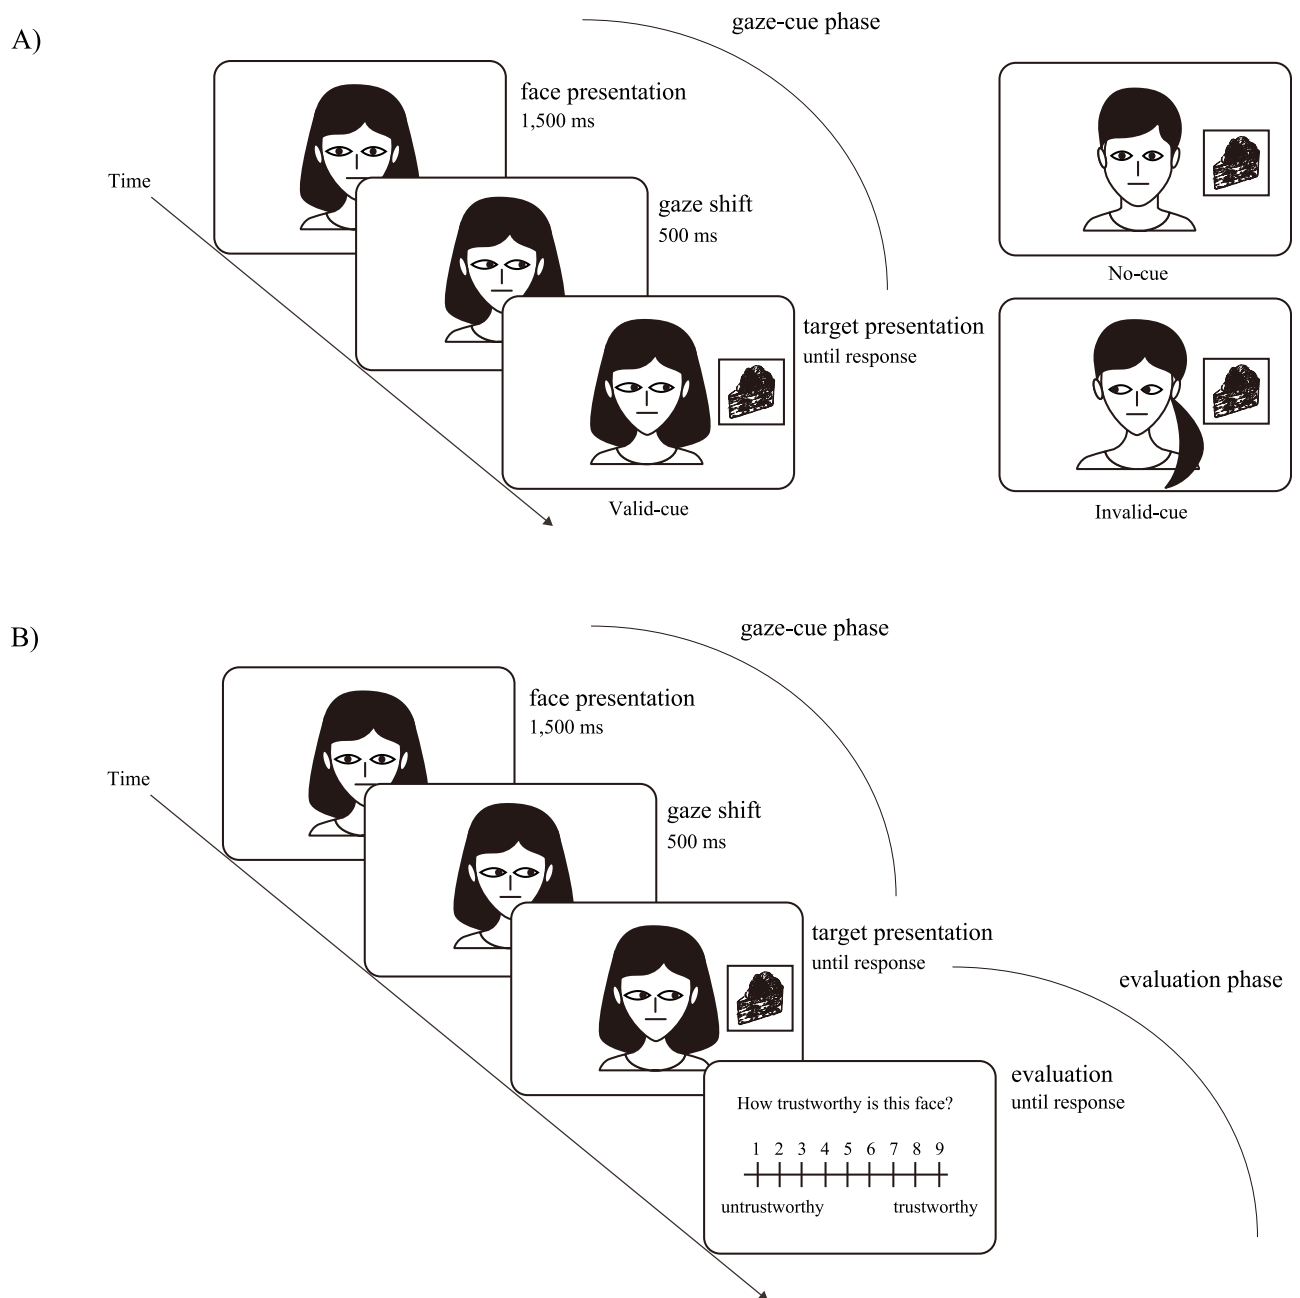 A)
gaze-cue phase
face presentation
1,500 ms
Time
gaze shift
500 ms
No-cue
target presentation
until response
Valid-cue
Invalid-cue
B)
gaze-cue phase
face presentation
1,500 ms
Time
gaze shift
500 ms
target presentation
until response
evaluation phase
evaluation
until response
How trustworthy is this face?
1 2 3 4 5 6 7 8 9
untrustworthy trustworthy